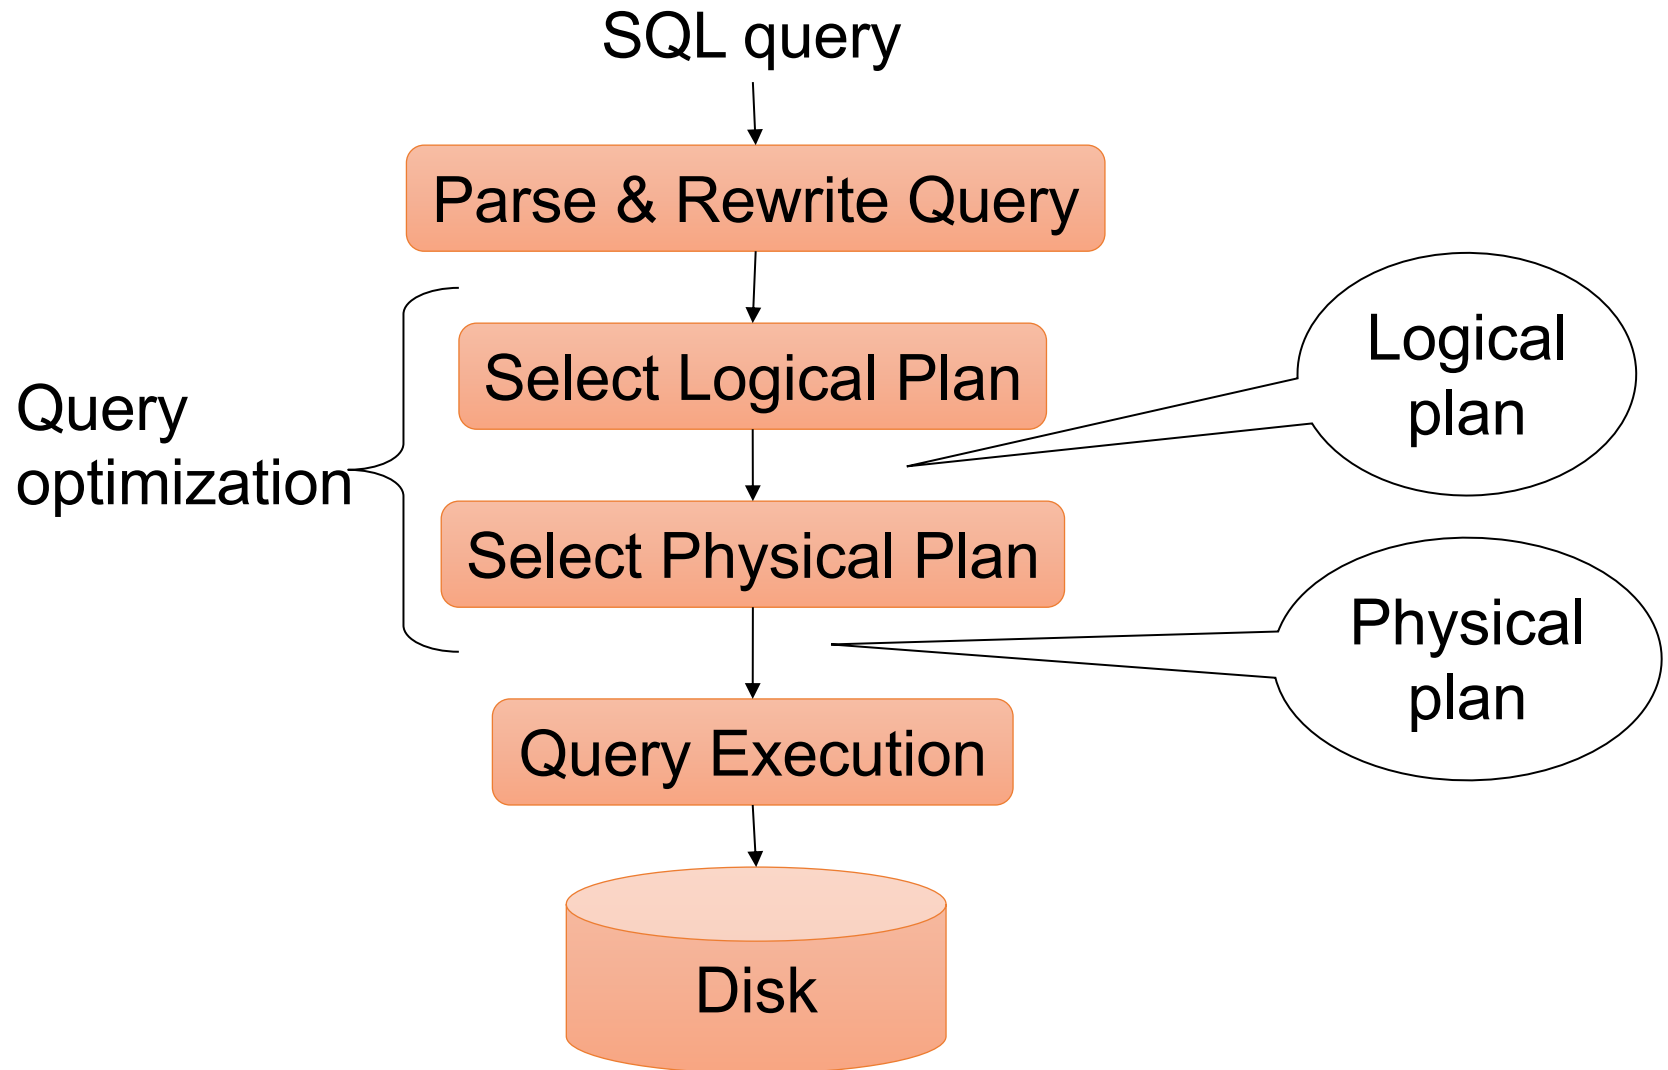 SQL query
Parse & Rewrite Query
Select Logical Plan
Logical
plan
Query
optimization
Select Physical Plan
Physical
plan
Query Execution
Disk